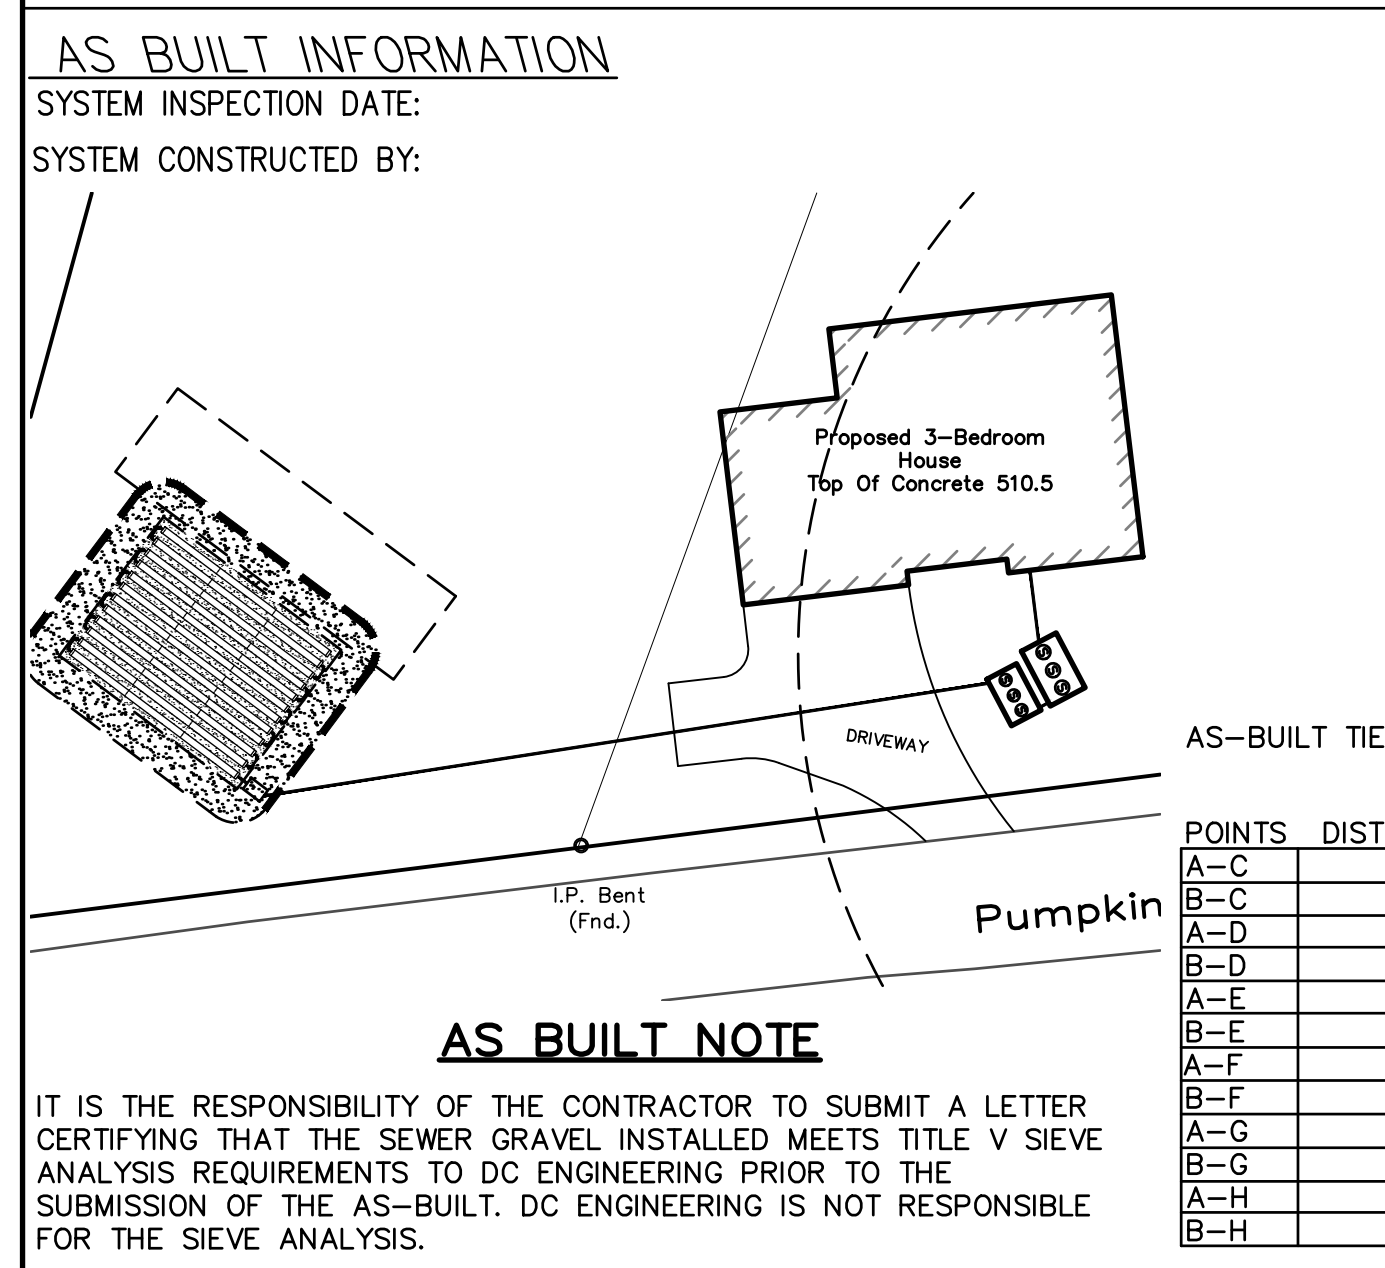 AS BUILT INFORMATION
SYSTEM INSPECTION DATE:
SYSTEM CONSTRUCTED BY:
Proposed 3-Bedroom
House
Top Of Concrete 510.5
S
S
S
S
S
S
DRIVEWAY
I.P. Bent
(Fnd.)
Pumpkin
AS-BUILT TIE
POINTS DIST
A-C
B-C
A-D
B-D
A-E
B-E
A-F
B-F
A-G
B-G
A-H
B-H
AS BUILT NOTE
IT IS THE RESPONSIBILITY OF THE CONTRACTOR TO SUBMIT A LETTER
CERTIFYING THAT THE SEWER GRAVEL INSTALLED MEETS TITLE V SIEVE
ANALYSIS REQUIREMENTS TO DC ENGINEERING PRIOR TO THE
SUBMISSION OF THE AS-BUILT. DC ENGINEERING IS NOT RESPONSIBLE
FOR THE SIEVE ANALYSIS.